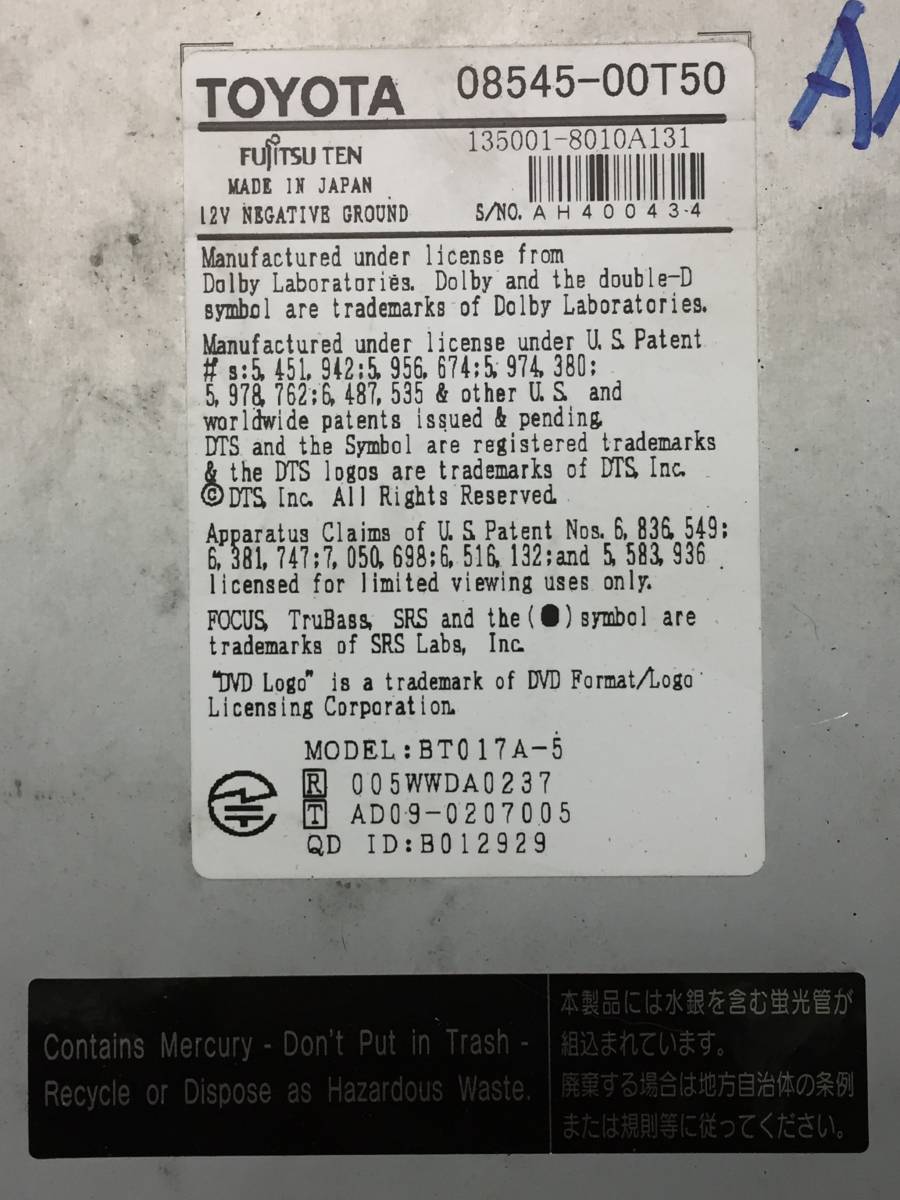 TOYOTA 08545-00T50
135001-8010A131
FUJITSU TEN
MADE IN JAPAN
12V NEGATIVE GROUND
S/NO. AH40043-4
Manufactured under license from
Dolby Laboratories. Dolby and the double-D
symbol are trademarks of Dolby Laboratories.
Manufactured under license under U. S. Patent
# s:5, 451, 942;5, 956, 674;5, 974, 380;
5, 978, 762;6, 487, 535 & other U. S. and
worldwide patents issued & pending.
DTS and the Symbol are registered trademarks
& the DTS logos are trademarks of DTS, Inc.
© DTS, Inc. All Rights Reserved.
Apparatus Claims of U. S. Patent Nos. 6, 836, 549;
6, 381, 747;7, 050, 698;6, 516, 132;and 5, 583, 936
licensed for limited viewing uses only.
FOCUS, TruBass, SRS and the (●) symbol are
trademarks of SRS Labs, Inc.
"DVD Logo" is a trademark of DVD Format/Logo
Licensing Corporation.
MODEL:BT017A-5
R 005WWDA0237
T AD09-0207005
QD ID:B012929
Contains Mercury - Don't Put in Trash -
Recycle or Dispose as Hazardous Waste.
本製品には水銀を含む蛍光管が
組込まれています。
廃棄する場合は地方自治体の条例
または規則等に従ってください。